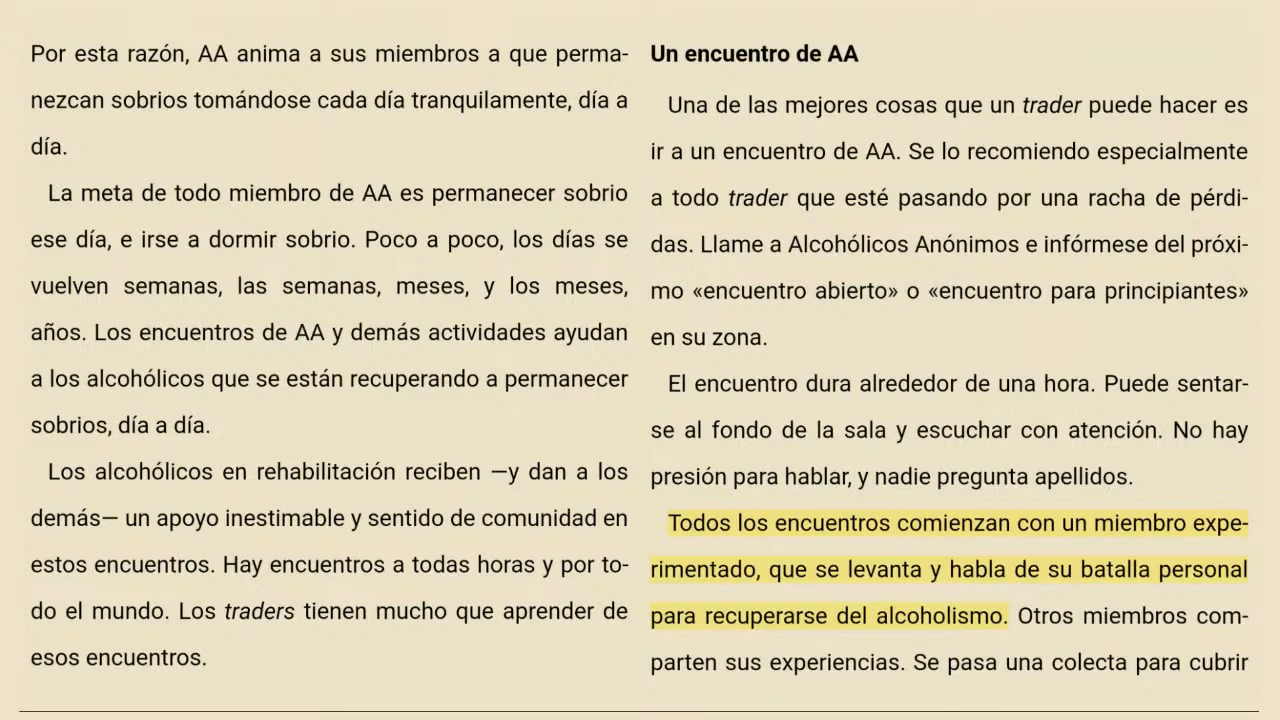 Por esta razón, AA anima a sus miembros a que perma-
nezcan sobrios tomándose cada día tranquilamente, día a
día.
La meta de todo miembro de AA es permanecer sobrio
ese día, e irse a dormir sobrio. Poco a poco, los días se
vuelven semanas, las semanas, meses, y los meses,
años. Los encuentros de AA y demás actividades ayudan
a los alcohólicos que se están recuperando a permanecer
sobrios, día a día.
Los alcohólicos en rehabilitación reciben —y dan a los
demás— un apoyo inestimable y sentido de comunidad en
estos encuentros. Hay encuentros a todas horas y por to-
do el mundo. Los traders tienen mucho que aprender de
esos encuentros.
Un encuentro de AA
Una de las mejores cosas que un trader puede hacer es
ir a un encuentro de AA. Se lo recomiendo especialmente
a todo trader que esté pasando por una racha de pérdi-
das. Llame a Alcohólicos Anónimos e infórmese del próxi-
mo «encuentro abierto» o «encuentro para principiantes»
en su zona.
El encuentro dura alrededor de una hora. Puede sentar-
se al fondo de la sala y escuchar con atención. No hay
presión para hablar, y nadie pregunta apellidos.
Todos los encuentros comienzan con un miembro expe-
rimentado, que se levanta y habla de su batalla personal
para recuperarse del alcoholismo. Otros miembros com-
parten sus experiencias. Se pasa una colecta para cubrir